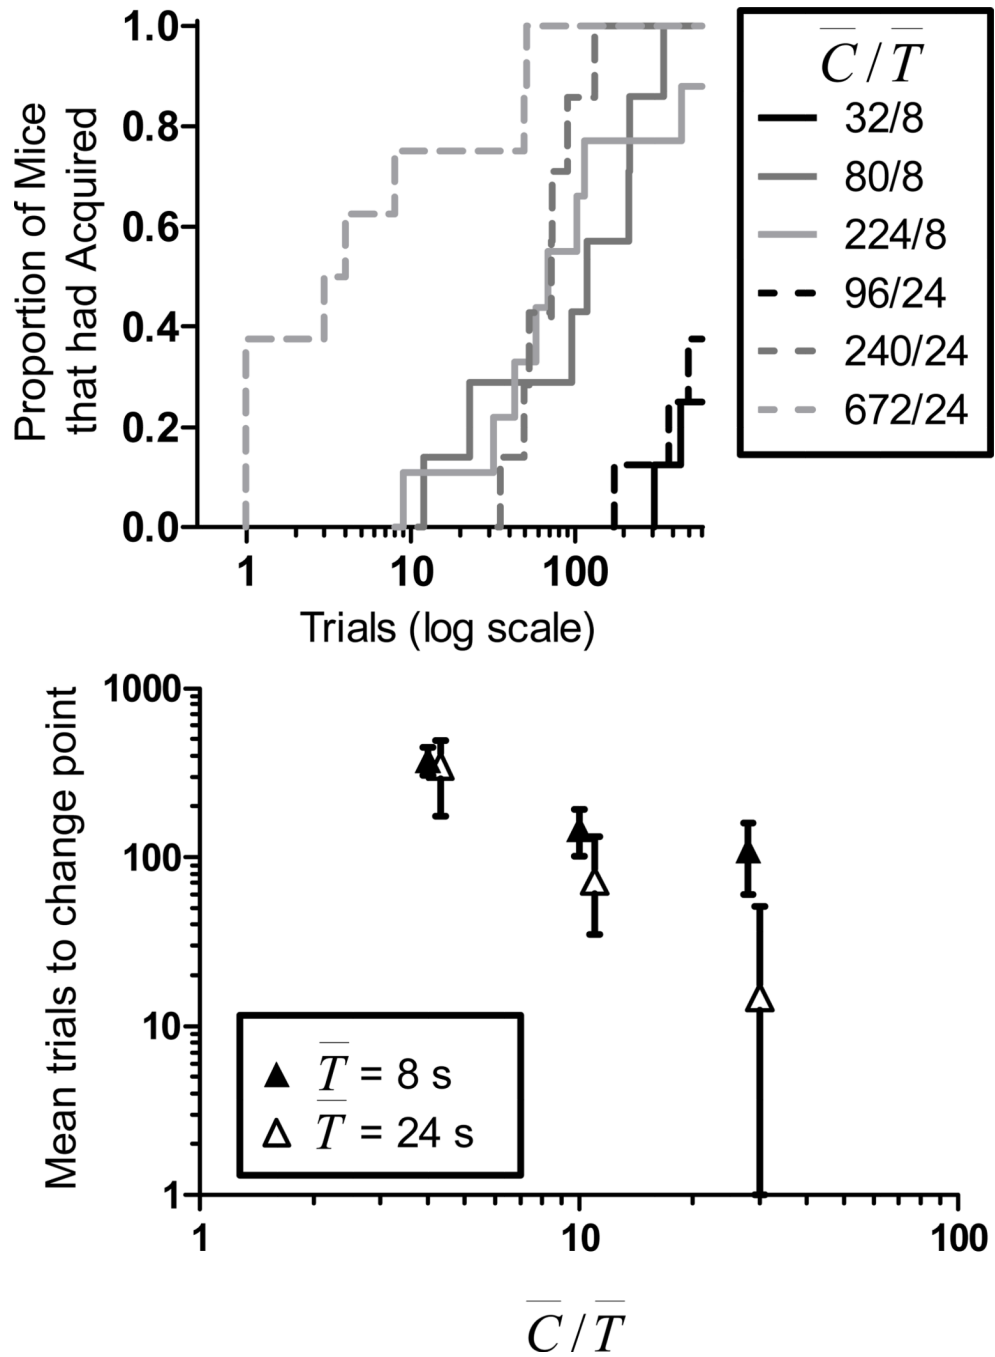 1.0
0.8
0.6
0.4
0.2
0.0
Proportion of Mice
that had Acquired
1 10 100
Trials (log scale)
C̅ / T̅
32/8
80/8
224/8
96/24
240/24
672/24
1000
100
10
1
Mean trials to change point
T̅ = 8 s
T̅ = 24 s
1 10 100
C̅ / T̅